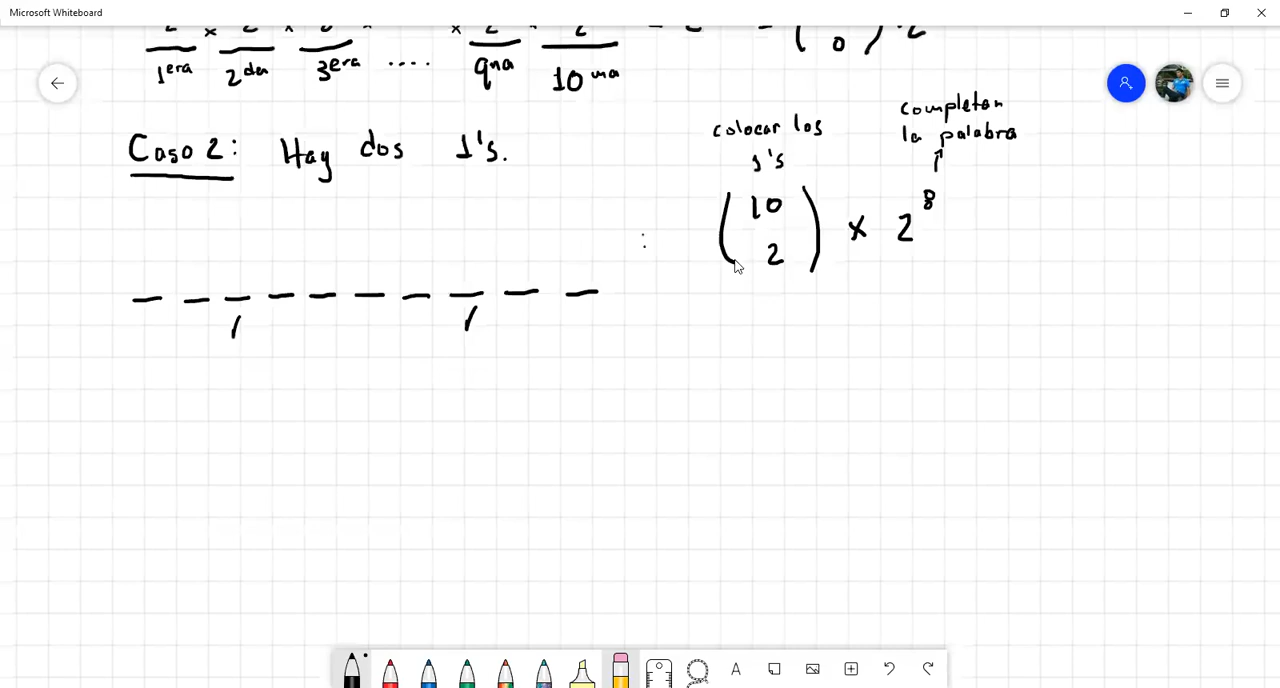 Microsoft Whiteboard
1era 2da 3era .... 9na 10ma
Caso 2: Hay dos 1's.
colocar los
1's
completan
la palabra
( 10 2 ) x 2^8
1 1
A